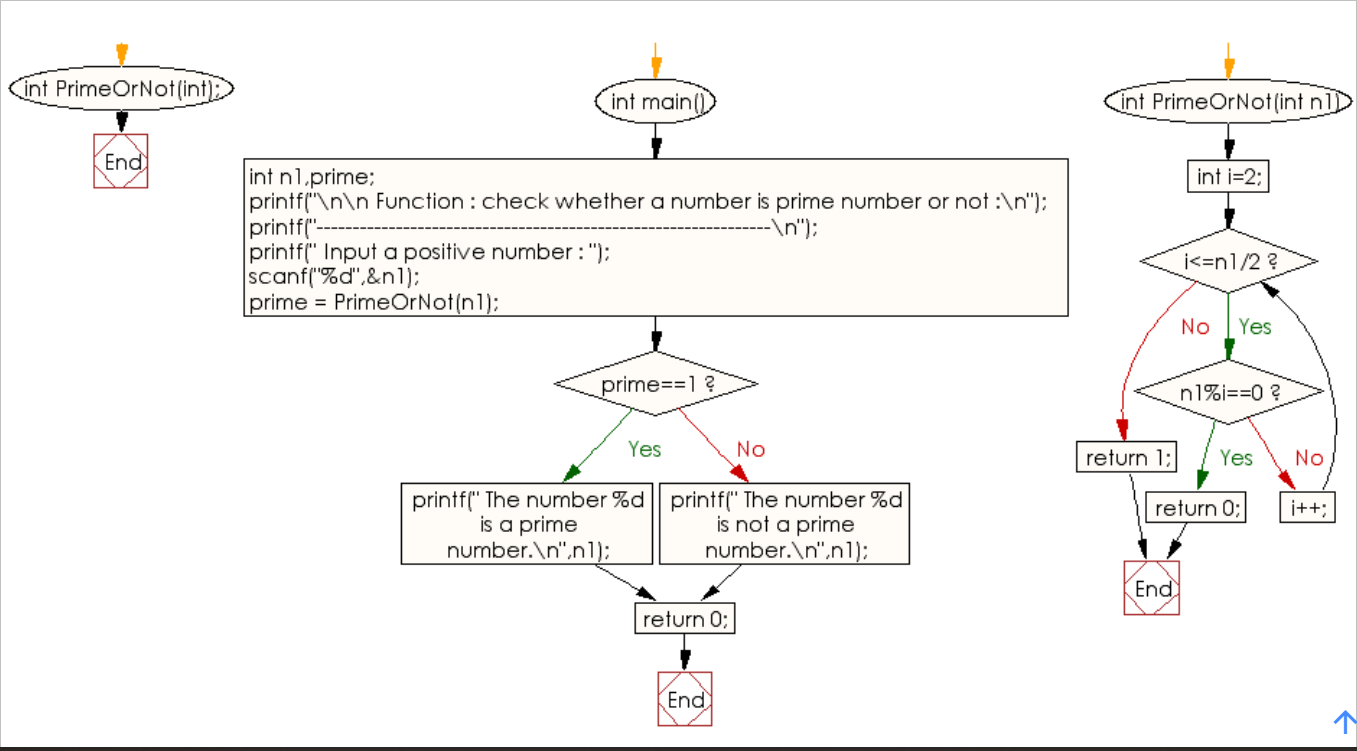 int PrimeOrNot(int);
End
int main()
int n1,prime;
printf("\n\n Function : check whether a number is prime number or not :\n");
printf("---------------------------------------------------------------\n");
printf(" Input a positive number : ");
scanf("%d",&n1);
prime = PrimeOrNot(n1);
prime==1 ?
Yes
No
printf(" The number %d
is a prime
number.\n",n1);
printf(" The number %d
is not a prime
number.\n",n1);
return 0;
End
int PrimeOrNot(int n1)
int i=2;
i<=n1/2 ?
No
Yes
n1%i==0 ?
return 1;
Yes
No
return 0;
i++;
End